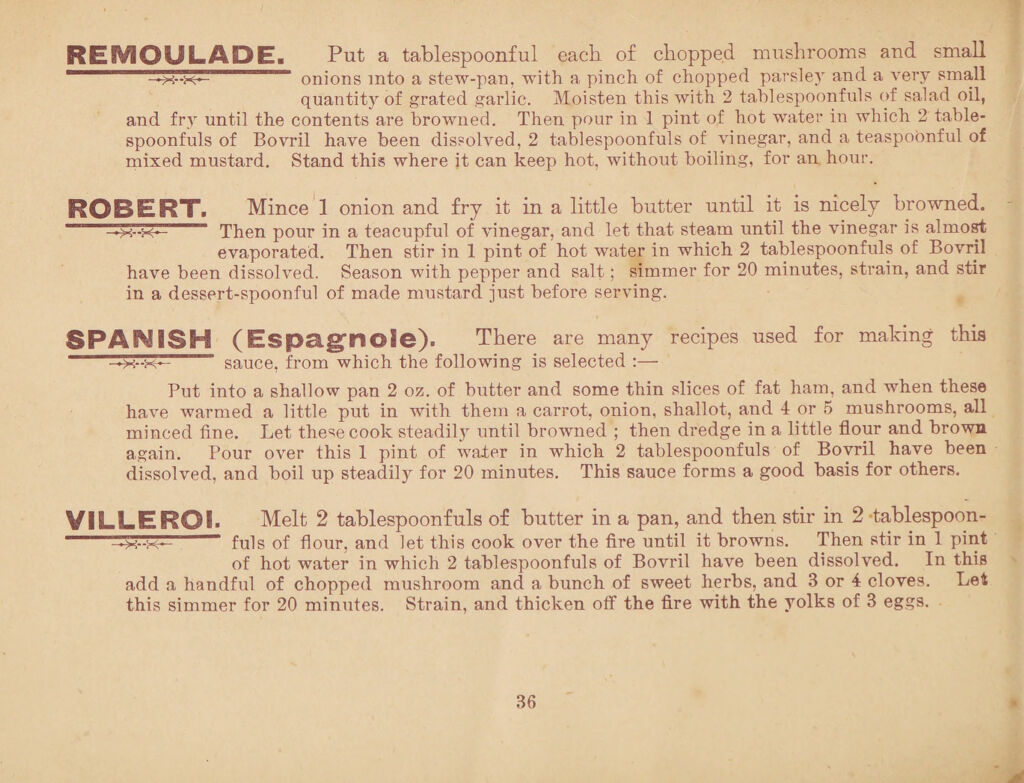 REMOULADE. Put a tablespoonful each of chopped mushrooms and small
onions into a stew-pan, with a pinch of chopped parsley and a very small
quantity of grated garlic. Moisten this with 2 tablespoonfuls of salad oil,
and fry until the contents are browned. Then pour in 1 pint of hot water in which 2 table-
spoonfuls of Bovril have been dissolved, 2 tablespoonfuls of vinegar, and a teaspoonful of
mixed mustard. Stand this where it can keep hot, without boiling, for an hour.
ROBERT. Mince 1 onion and fry it in a little butter until it is nicely browned.
Then pour in a teacupful of vinegar, and let that steam until the vinegar is almost
evaporated. Then stir in 1 pint of hot water in which 2 tablespoonfuls of Bovril
have been dissolved. Season with pepper and salt; simmer for 20 minutes, strain, and stir
in a dessert-spoonful of made mustard just before serving.
SPANISH (Espagnole). There are many recipes used for making this
sauce, from which the following is selected :—
Put into a shallow pan 2 oz. of butter and some thin slices of fat ham, and when these
have warmed a little put in with them a carrot, onion, shallot, and 4 or 5 mushrooms, all
minced fine. Let these cook steadily until browned ; then dredge in a little flour and brown
again. Pour over this 1 pint of water in which 2 tablespoonfuls of Bovril have been
dissolved, and boil up steadily for 20 minutes. This sauce forms a good basis for others.
VILLEROI. Melt 2 tablespoonfuls of butter in a pan, and then stir in 2 tablespoon-
fuls of flour, and let this cook over the fire until it browns. Then stir in 1 pint
of hot water in which 2 tablespoonfuls of Bovril have been dissolved. In this
add a handful of chopped mushroom and a bunch of sweet herbs, and 3 or 4 cloves. Let
this simmer for 20 minutes. Strain, and thicken off the fire with the yolks of 3 eggs.
36